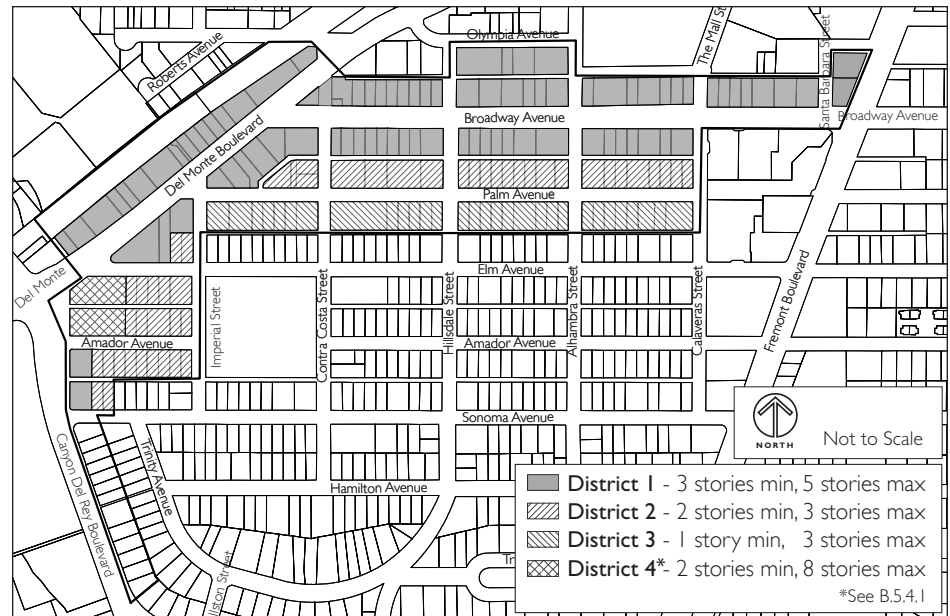 Olympia Avenue
The Mall St
Santa Barbara Street
Roberts Avenue
Broadway Avenue
Broadway Avenue
Del Monte Boulevard
Palm Avenue
Del Monte
Elm Avenue
Imperial Street
Contra Costa Street
Hillsdale Street
Alhambra Street
Calaveras Street
Fremont Boulevard
Amador Avenue
Amador Avenue
Sonoma Avenue
NORTH
Not to Scale
Canyon Del Rey Boulevard
Trinity Avenue
Hamilton Avenue
District 1 - 3 stories min, 5 stories max
District 2 - 2 stories min, 3 stories max
District 3 - 1 story min, 3 stories max
District 4*- 2 stories min, 8 stories max
*See B.5.4.1
lston Street
Tr